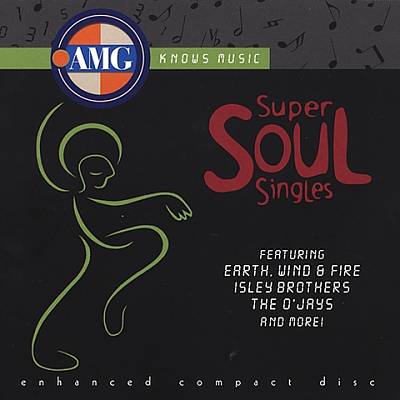 AMG KNOWS MUSIC
Super
SOUL
Singles
FEATURING
EARTH, WIND & FIRE
ISLEY BROTHERS
THE O'JAYS
AND MORE!
enhanced compact disc